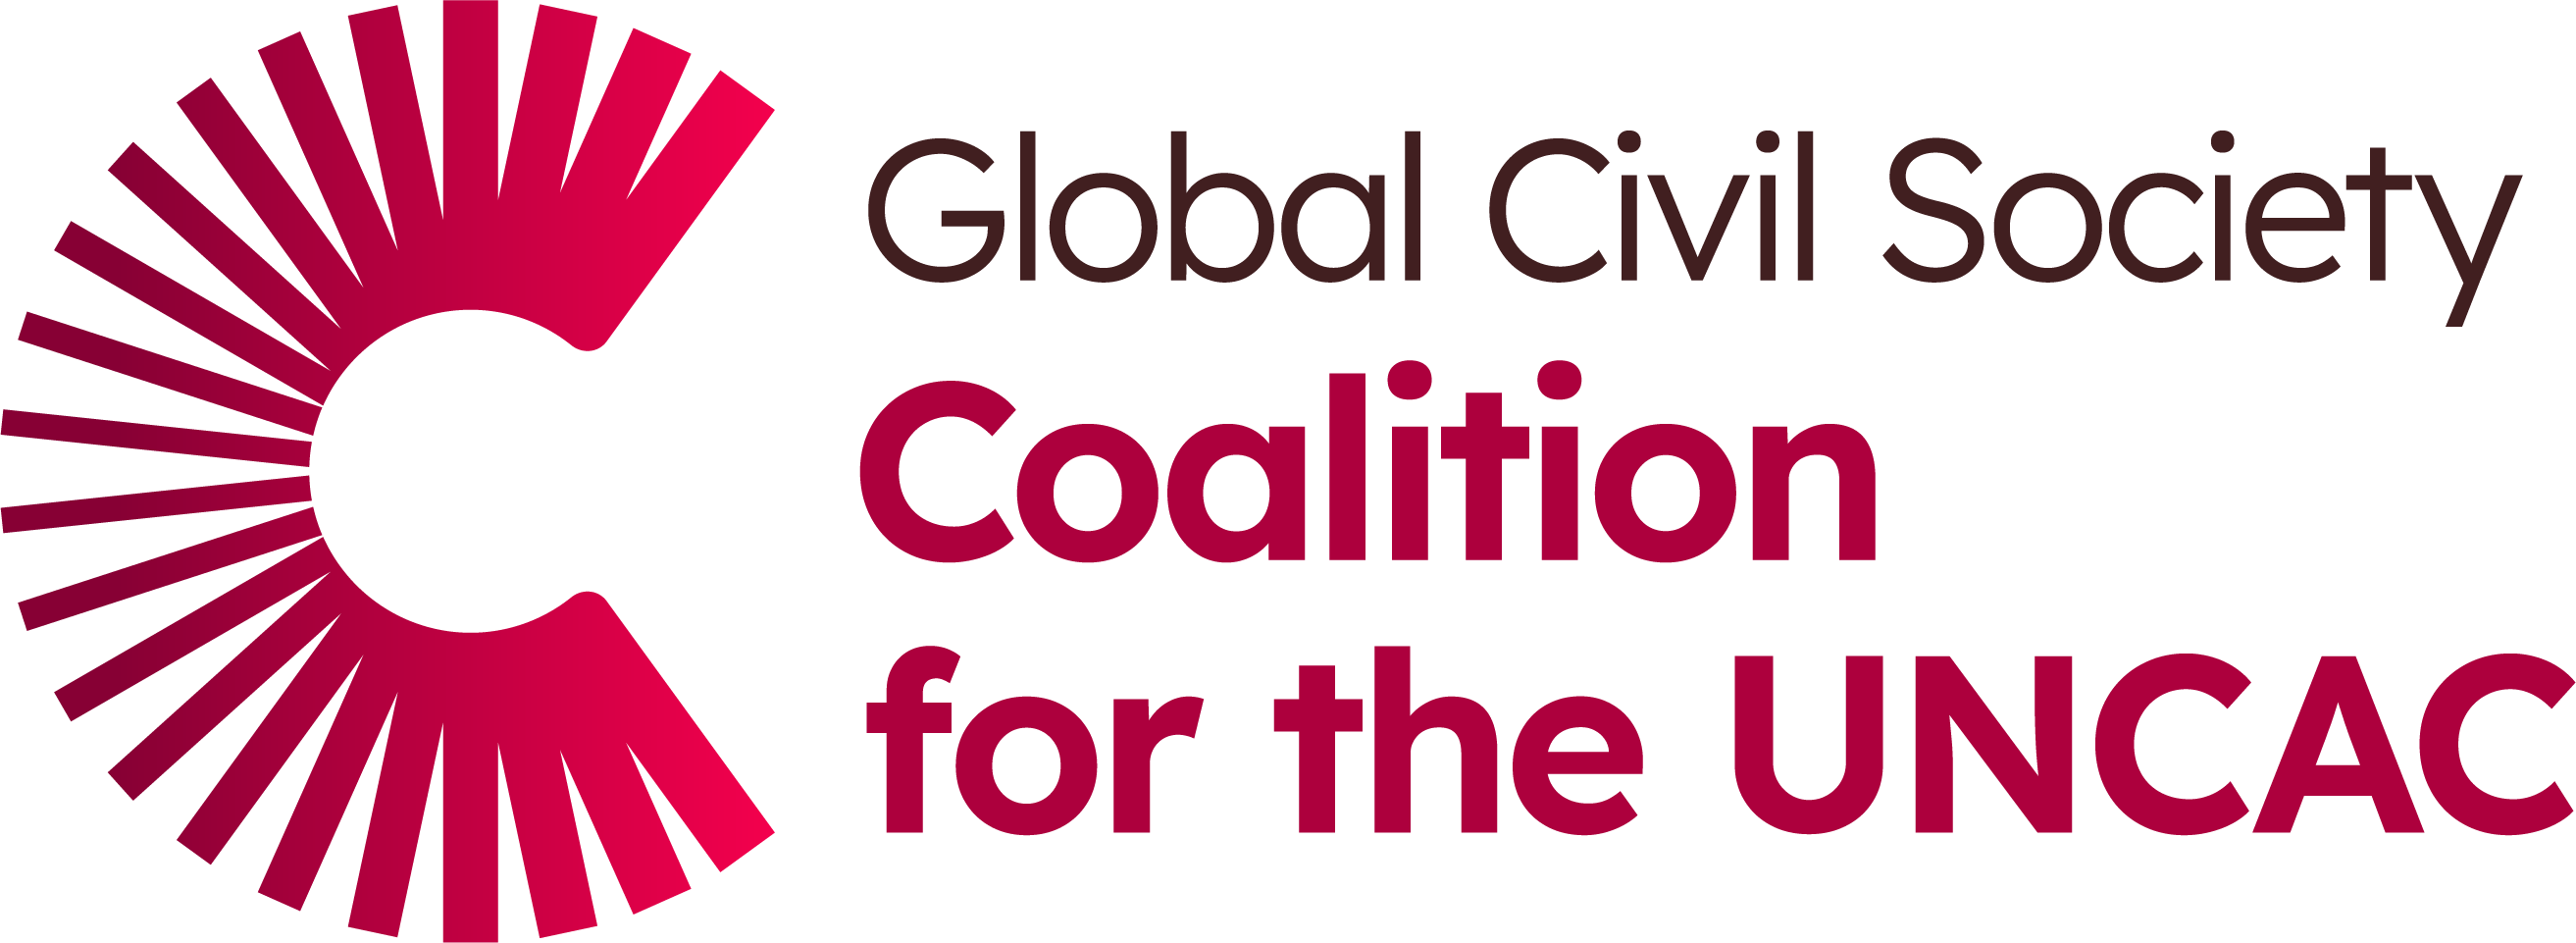 Global Civil Society
Coalition
for the UNCAC